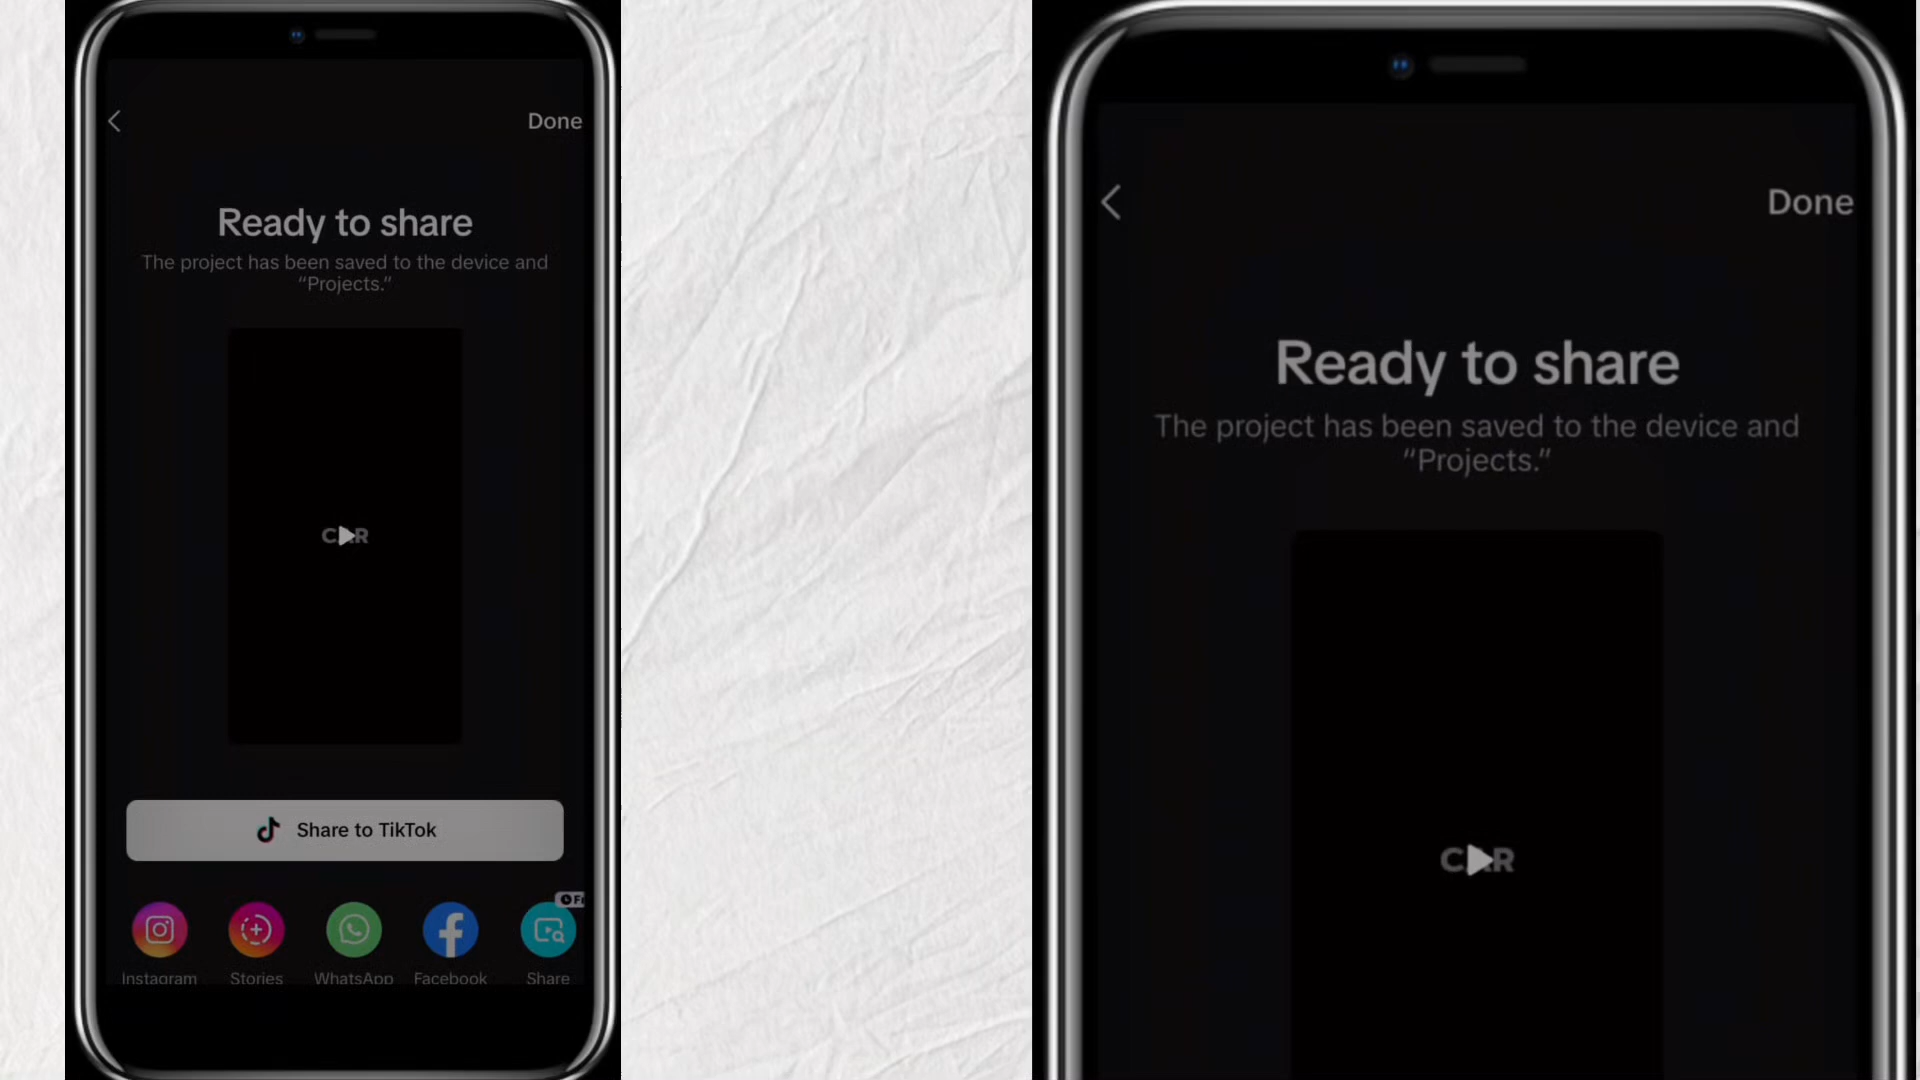 Done
Ready to share
The project has been saved to the device and
“Projects.”
Share to TikTok
Instagram
Stories
WhatsApp
Facebook
Share
Done
Ready to share
The project has been saved to the device and
“Projects.”